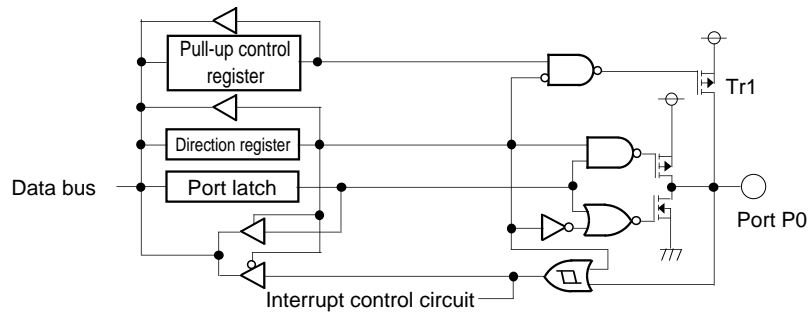 Pull-up control
register
Tr1
Direction register
Data bus
Port latch
Port P0
Interrupt control circuit